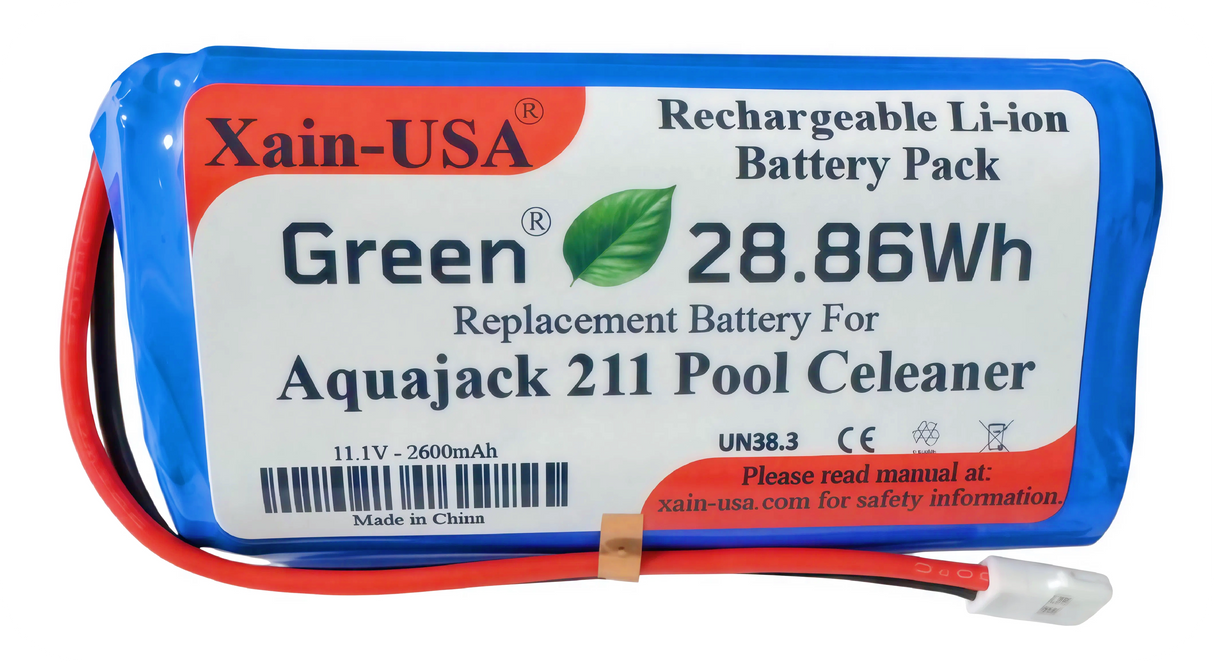 Xain-USA®
Rechargeable Li-ion
Battery Pack
Green® 28.86Wh
Replacement Battery For
Aquajack 211 Pool Celeaner
11.1V - 2600mAh
UN38.3 CE
Please read manual at:
xain-usa.com for safety information.
Made in Chinn